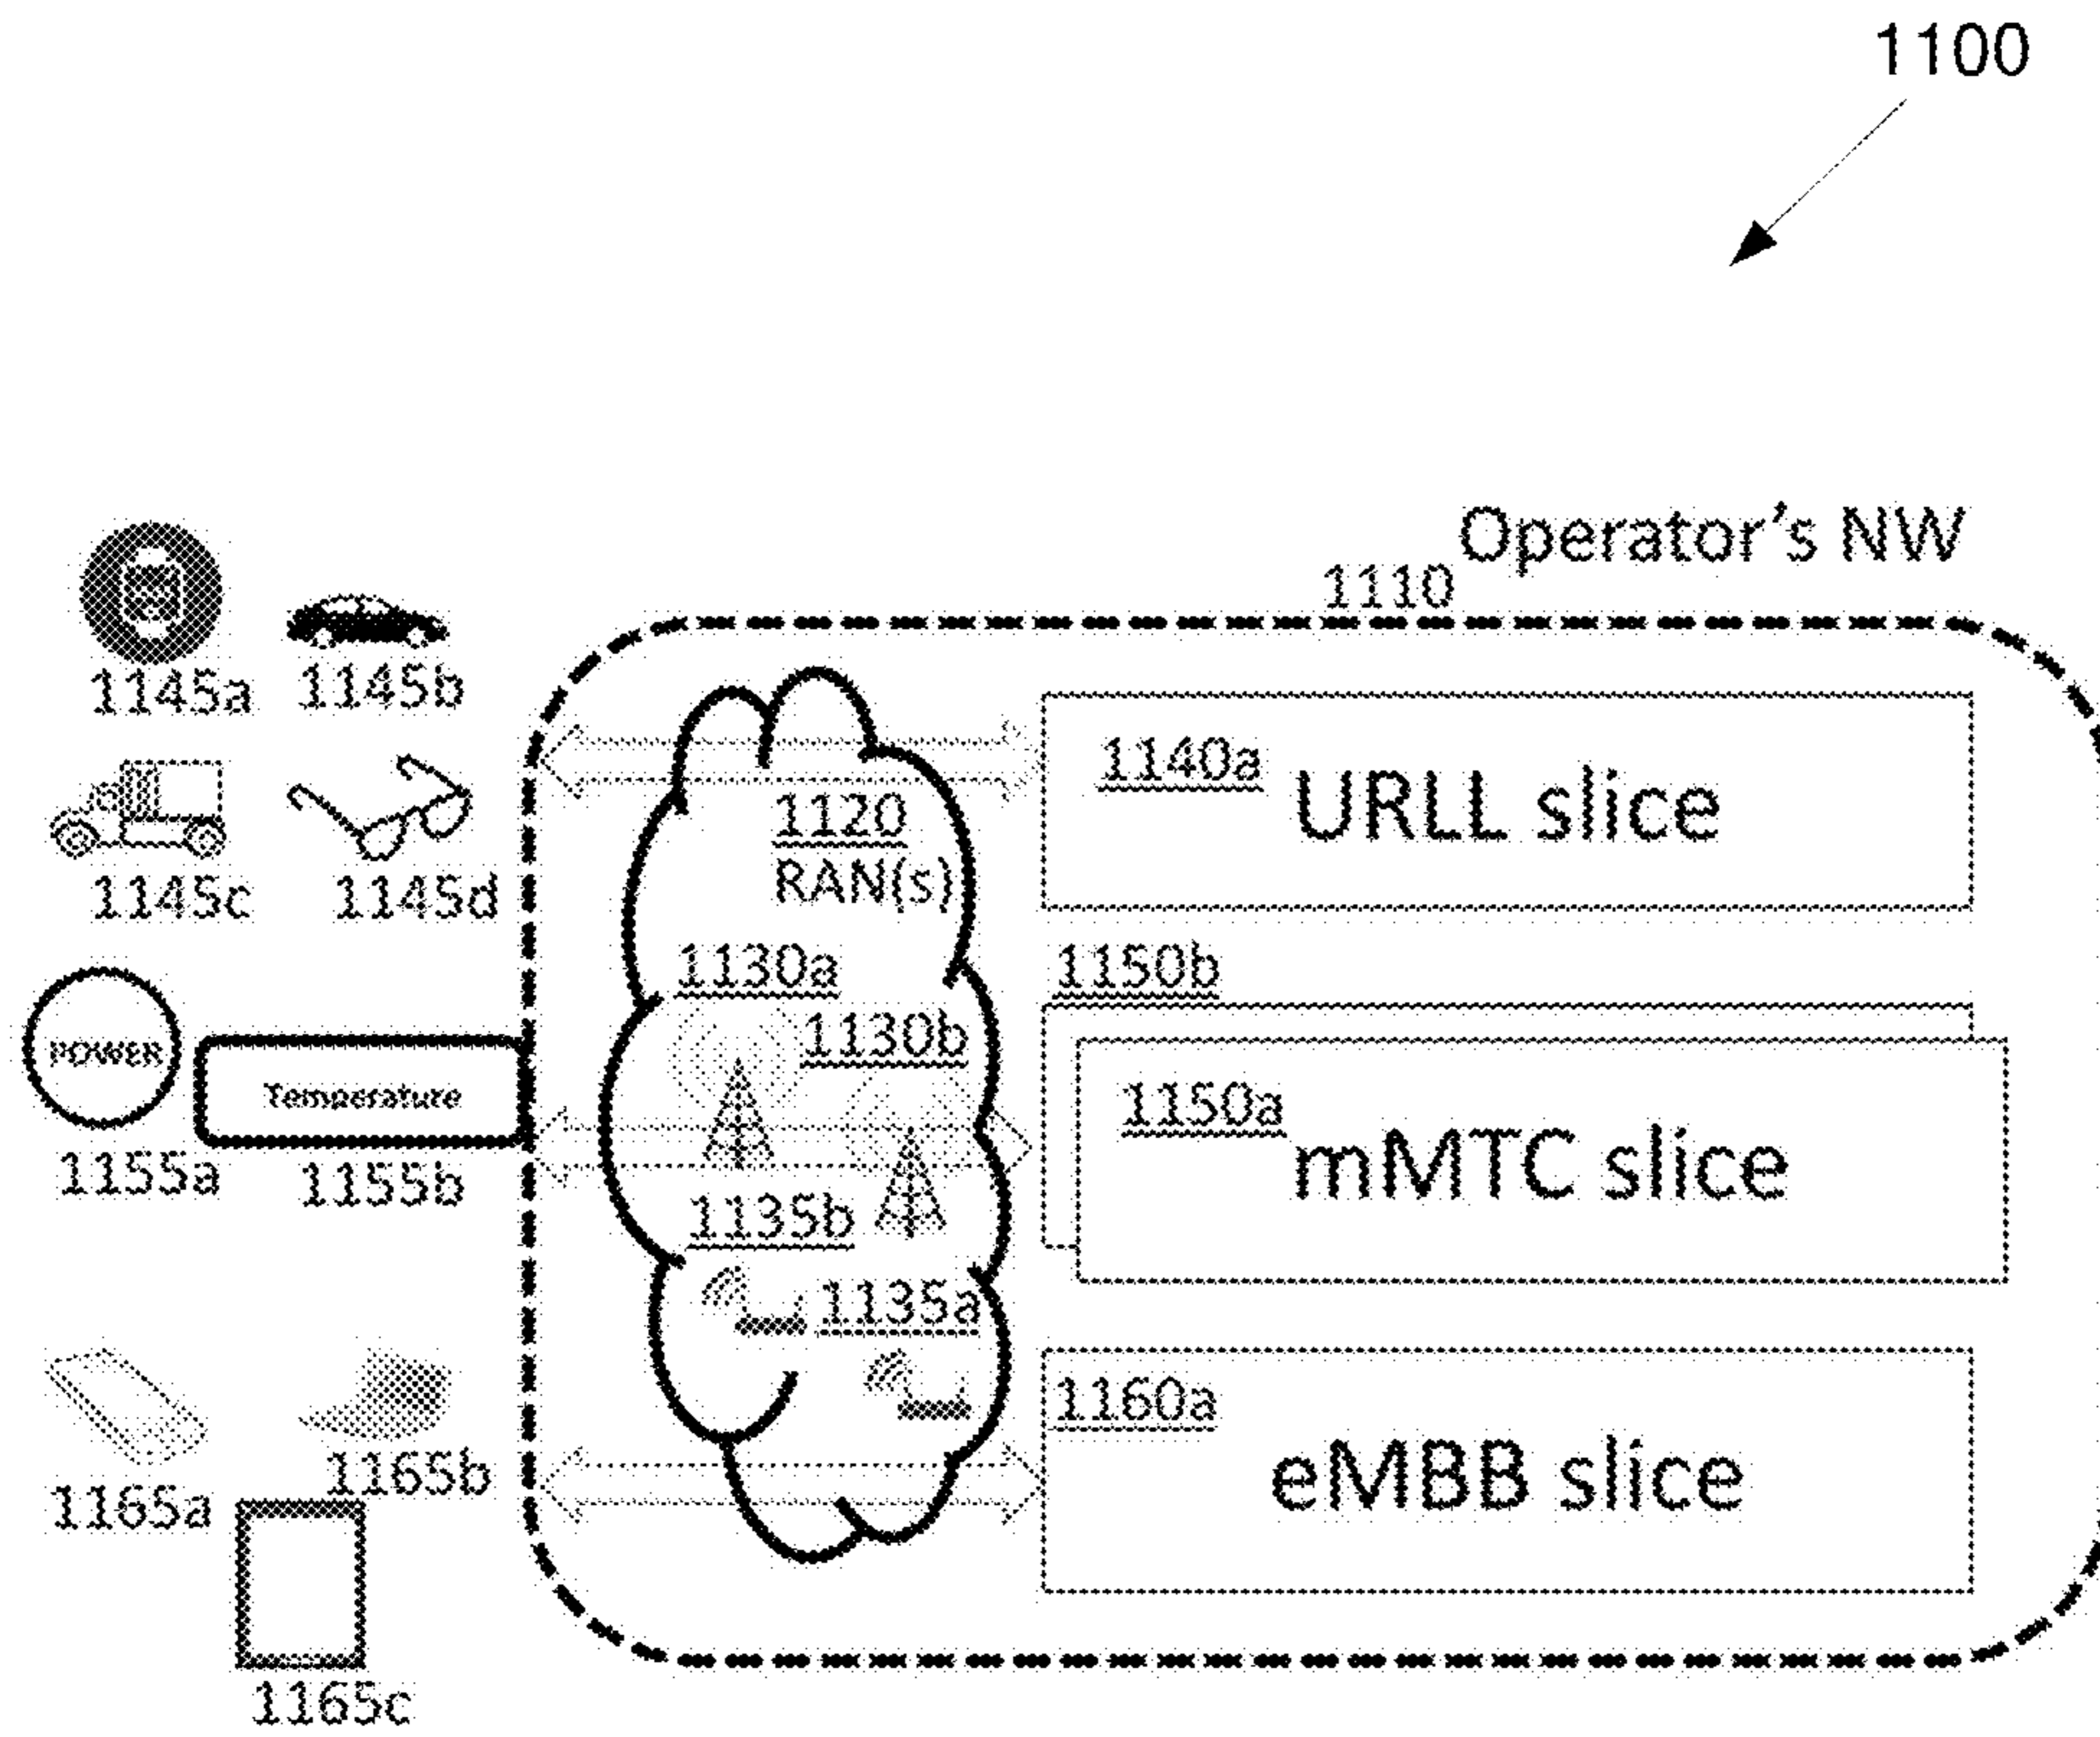 1100
Operator's NW
1110
1145a
1145b
1140a
URLL slice
1120
RAN(s)
1145c
1145d
1130a
1150b
1130b
POWER
Temperature
1150a
mMTC slice
1155a
1155b
1135b
1135a
1160a
eMBB slice
1165b
1165a
1165c